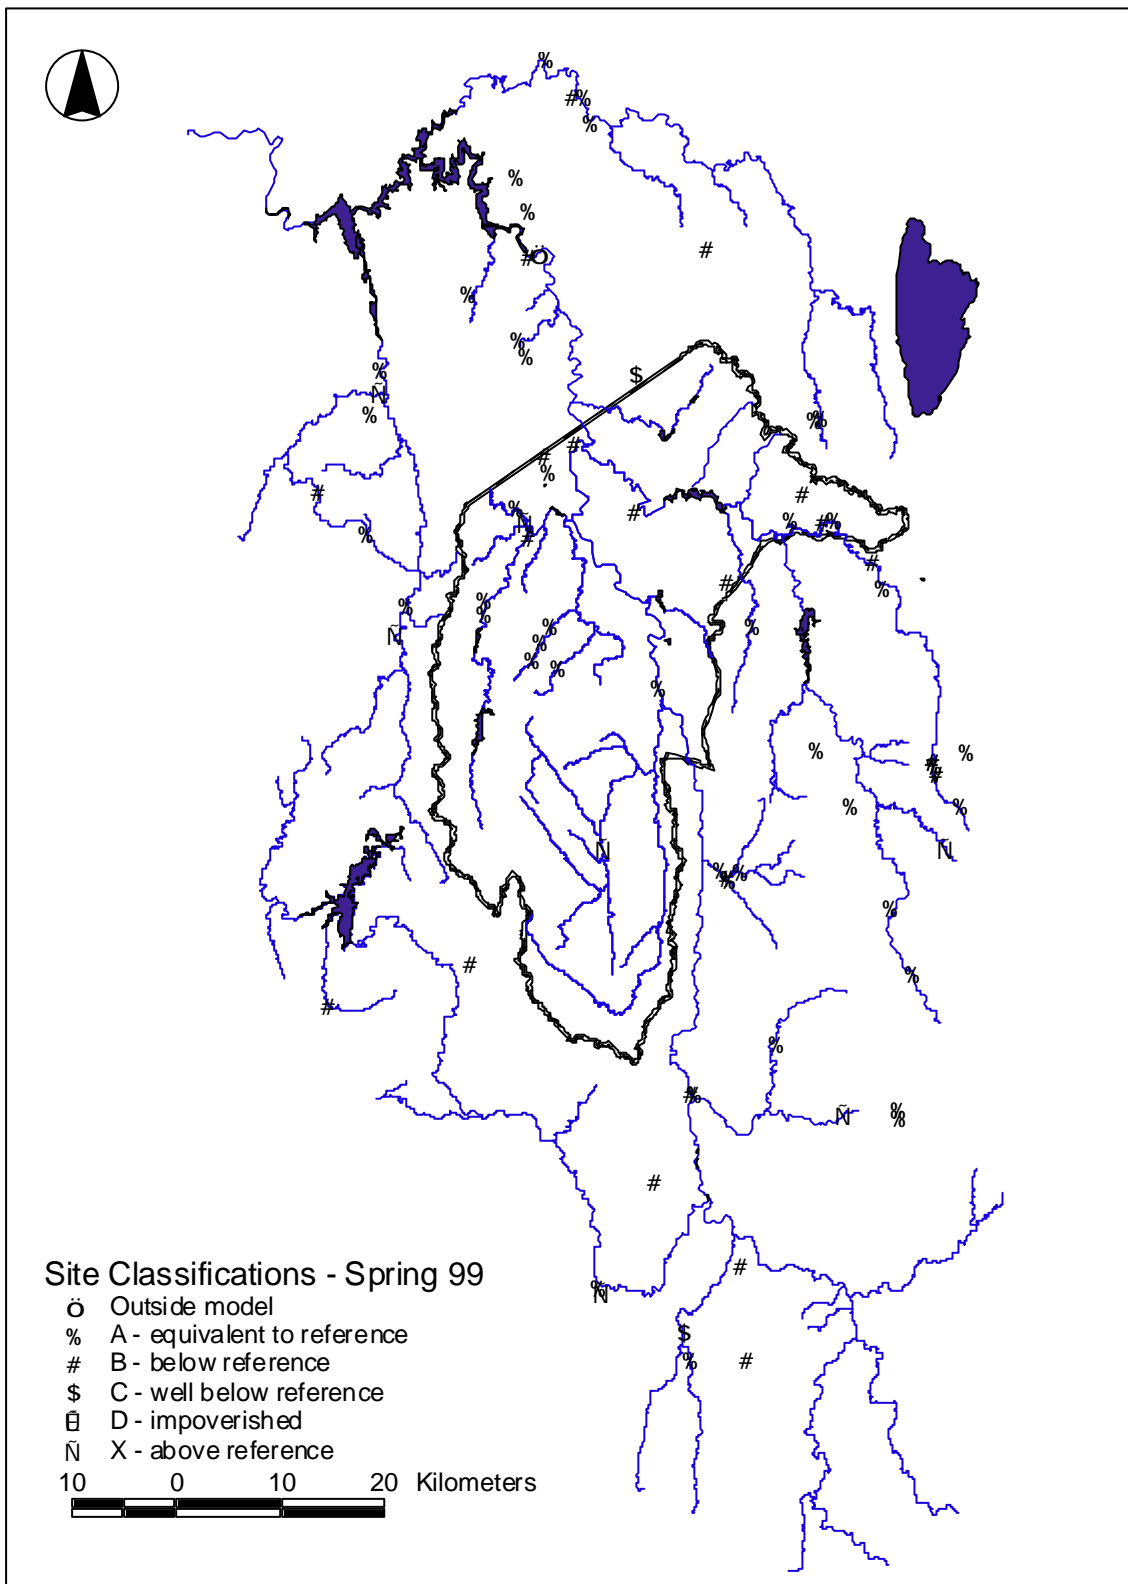 Site Classifications - Spring 99
Ö Outside model
% A - equivalent to reference
# B - below reference
$ C - well below reference
D - impoverished
Ñ X - above reference
10 0 10 20 Kilometers